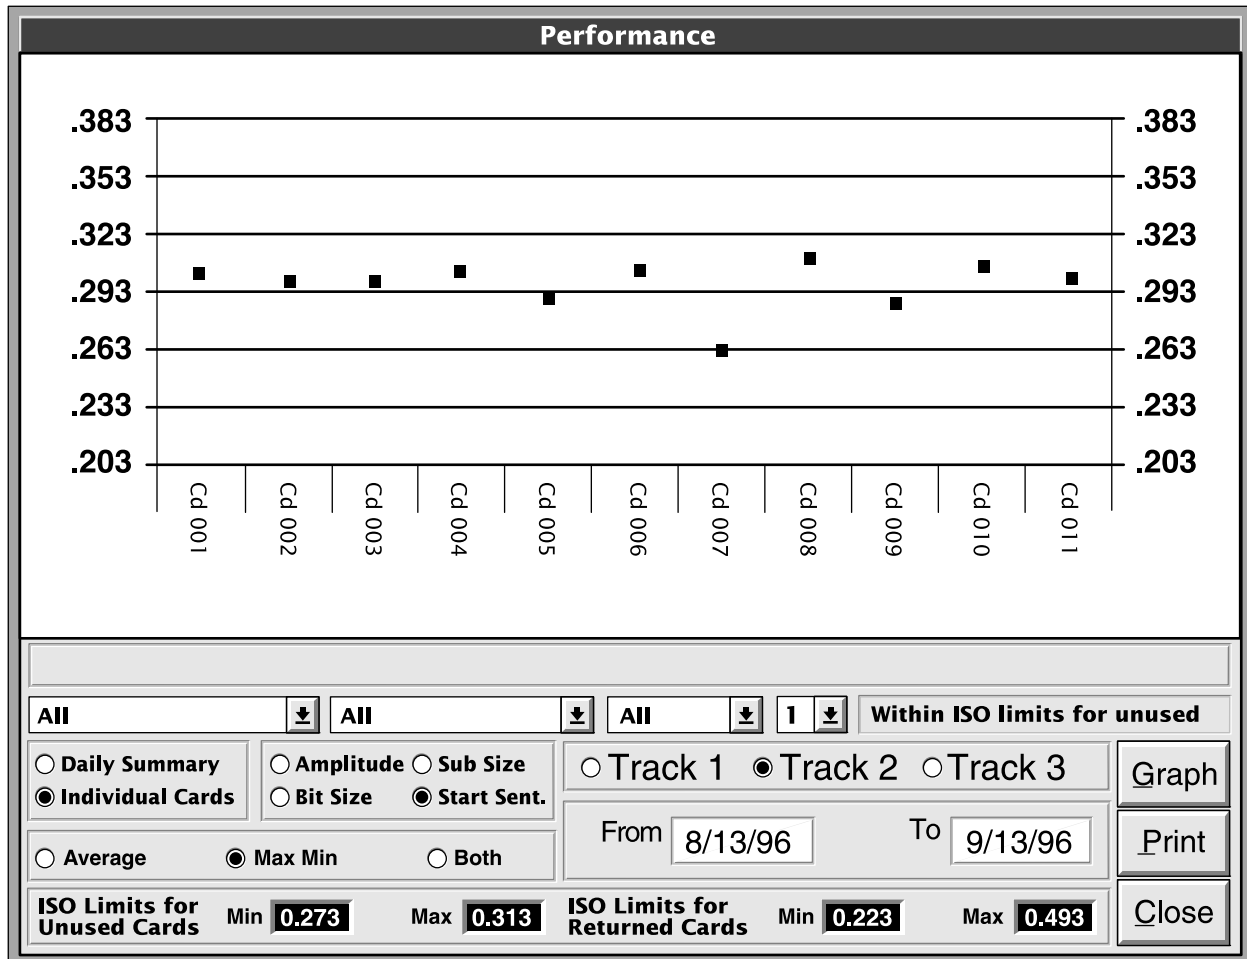 Performance
.383 .383
.353 .353
.323 .323
.293 .293
.263 .263
.233 .233
.203 .203
Cd 001
Cd 002
Cd 003
Cd 004
Cd 005
Cd 006
Cd 007
Cd 008
Cd 009
Cd 010
Cd 011
All All All 1 Within ISO limits for unused
Daily Summary
Individual Cards
Amplitude Sub Size
Bit Size Start Sent.
Track 1 Track 2 Track 3
Graph
From 8/13/96 To 9/13/96
Print
Average Max Min Both
ISO Limits for
Unused Cards
Min 0.273 Max 0.313
ISO Limits for
Returned Cards
Min 0.223 Max 0.493
Close